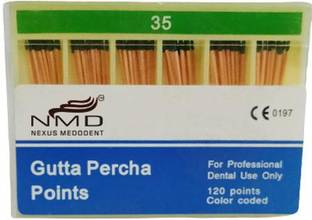 35
NMD
NEXUS MEDODENT
CE 0197
Gutta Percha
Points
For Professional
Dental Use Only
120 points
Color coded